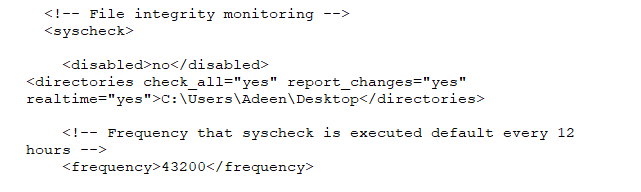 <!-- File integrity monitoring -->
<syscheck>
<disabled>no</disabled>
<directories check_all="yes" report_changes="yes"
realtime="yes">C:\Users\Adeen\Desktop</directories>
<!-- Frequency that syscheck is executed default every 12
hours -->
<frequency>43200</frequency>